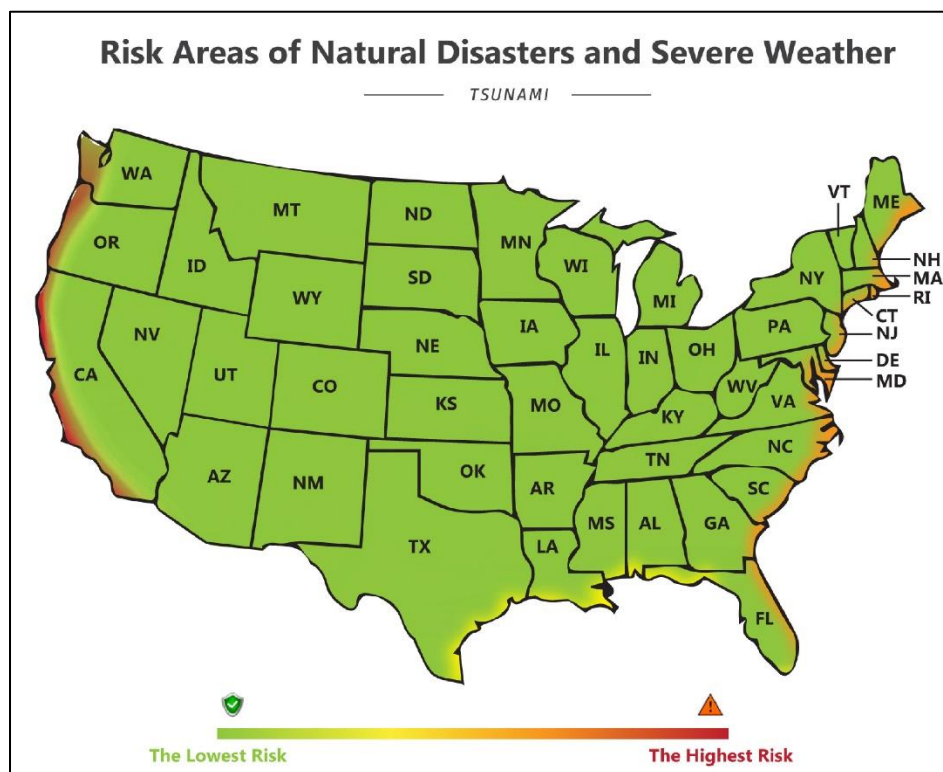 Risk Areas of Natural Disasters and Severe Weather
TSUNAMI
WA
MT
ND
MN
VT
ME
OR
ID
SD
WI
NH
NY
MA
WY
MI
RI
CT
NV
NE
IA
PA
NJ
UT
CO
IL
IN
OH
DE
CA
WV
MD
KS
MO
KY
VA
AZ
NM
OK
TN
NC
AR
SC
TX
LA
MS
AL
GA
FL
The Lowest Risk
The Highest Risk